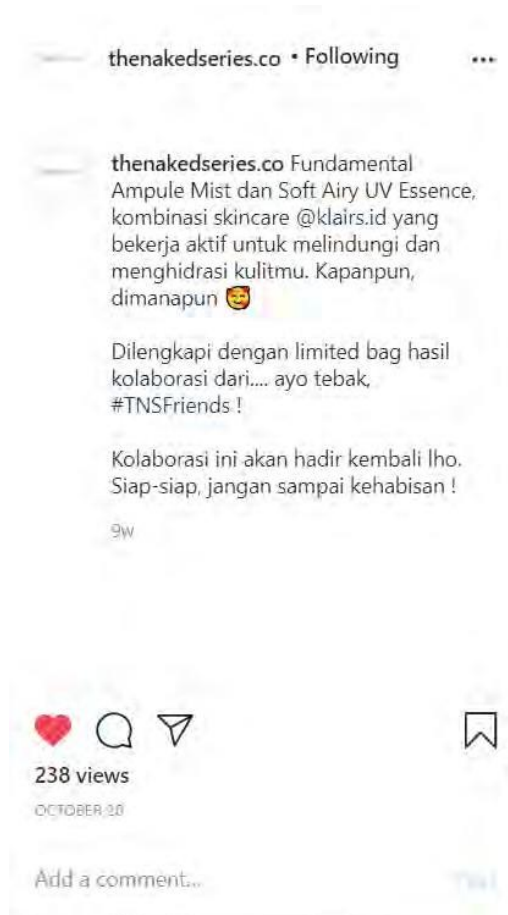 thenakedseries.co • Following
thenakedseries.co Fundamental
Ampule Mist dan Soft Airy UV Essence,
kombinasi skincare @klairs.id yang
bekerja aktif untuk melindungi dan
menghidrasi kulitmu. Kapanpun,
dimanapun 🥰
Dilengkapi dengan limited bag hasil
kolaborasi dari.... ayo tebak,
#TNSFriends !
Kolaborasi ini akan hadir kembali lho.
Siap-siap, jangan sampai kehabisan !
9w
238 views
OCTOBER 20
Add a comment...
Post